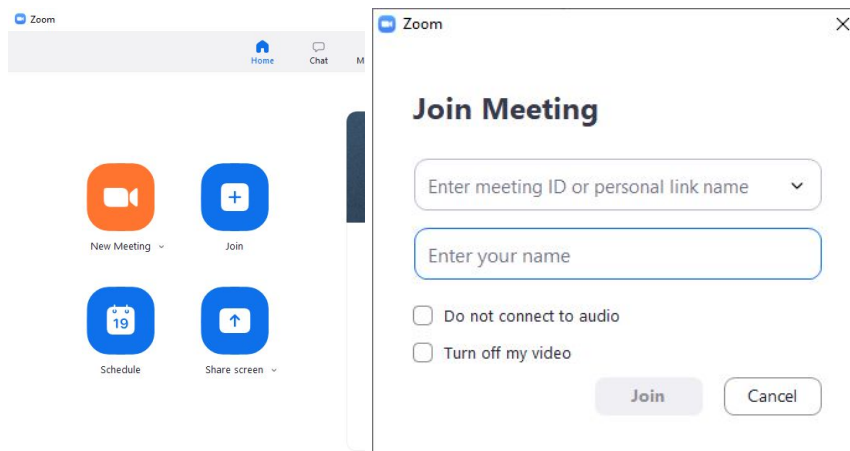 Zoom
Home
Chat
M
New Meeting
Join
19
Schedule
Share screen
Zoom
Join Meeting
Enter meeting ID or personal link name
Enter your name
Do not connect to audio
Turn off my video
Join
Cancel